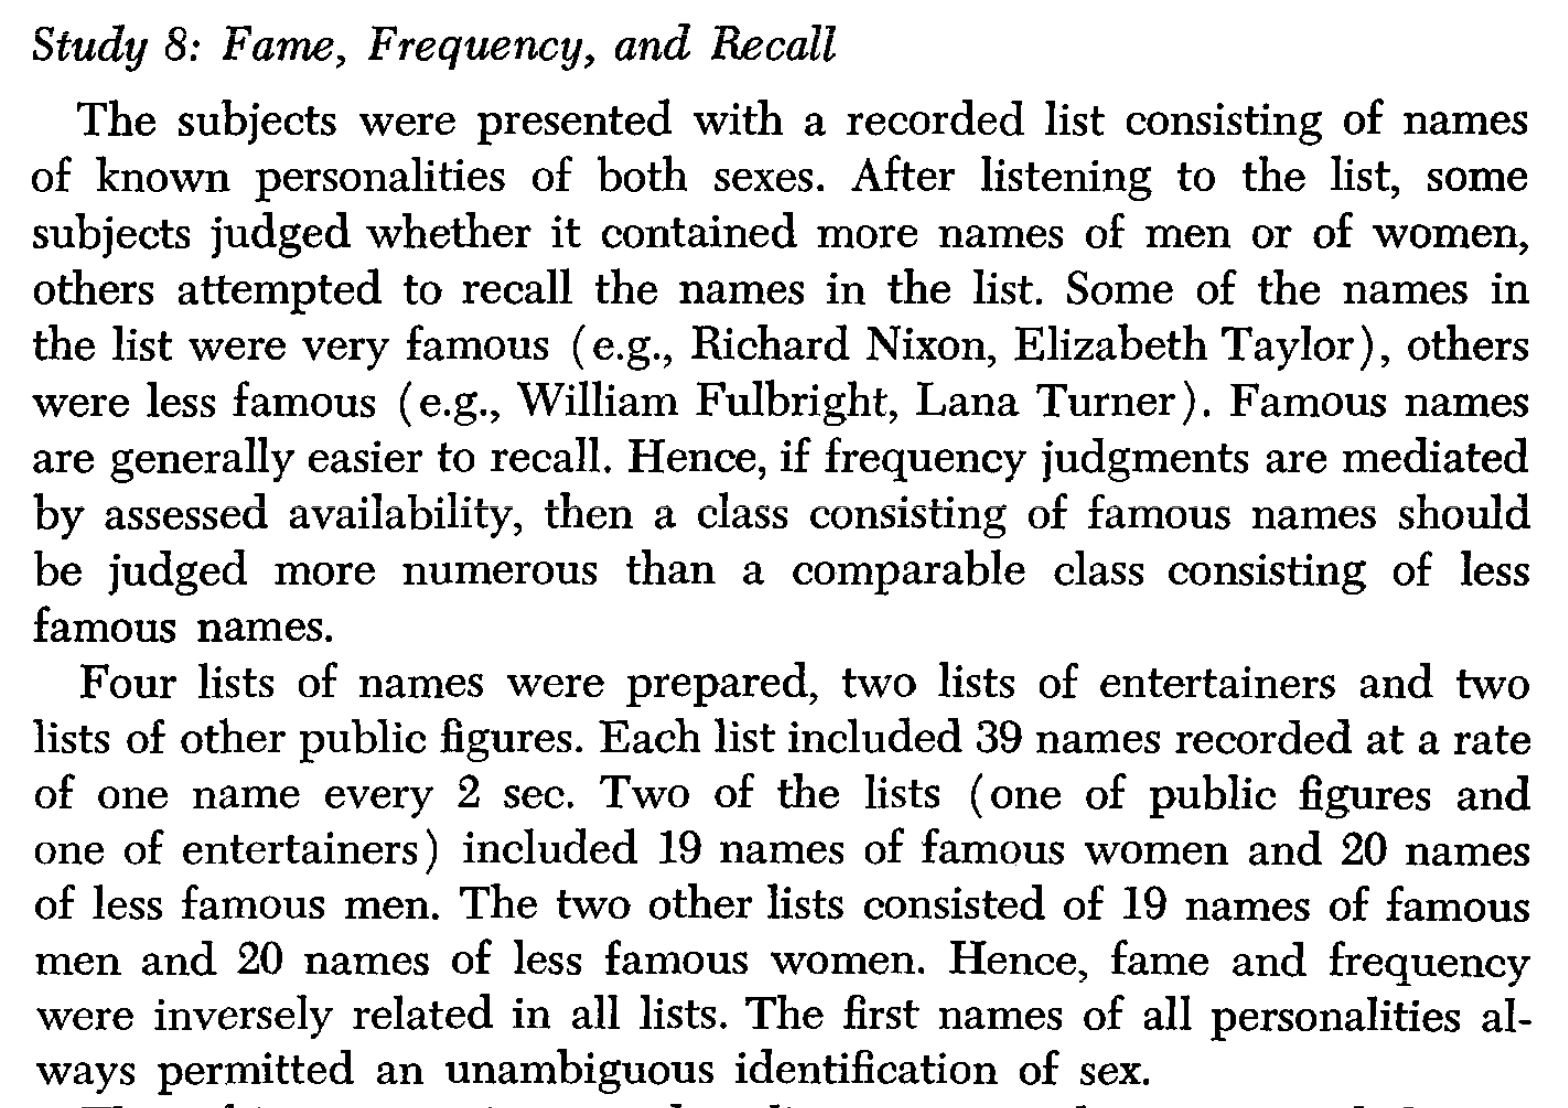 Study 8: Fame, Frequency, and Recall
The subjects were presented with a recorded list consisting of names
of known personalities of both sexes. After listening to the list, some
subjects judged whether it contained more names of men or of women,
others attempted to recall the names in the list. Some of the names in
the list were very famous (e.g., Richard Nixon, Elizabeth Taylor), others
were less famous (e.g., William Fulbright, Lana Turner). Famous names
are generally easier to recall. Hence, if frequency judgments are mediated
by assessed availability, then a class consisting of famous names should
be judged more numerous than a comparable class consisting of less
famous names.
Four lists of names were prepared, two lists of entertainers and two
lists of other public figures. Each list included 39 names recorded at a rate
of one name every 2 sec. Two of the lists (one of public figures and
one of entertainers) included 19 names of famous women and 20 names
of less famous men. The two other lists consisted of 19 names of famous
men and 20 names of less famous women. Hence, fame and frequency
were inversely related in all lists. The first names of all personalities al-
ways permitted an unambiguous identification of sex.